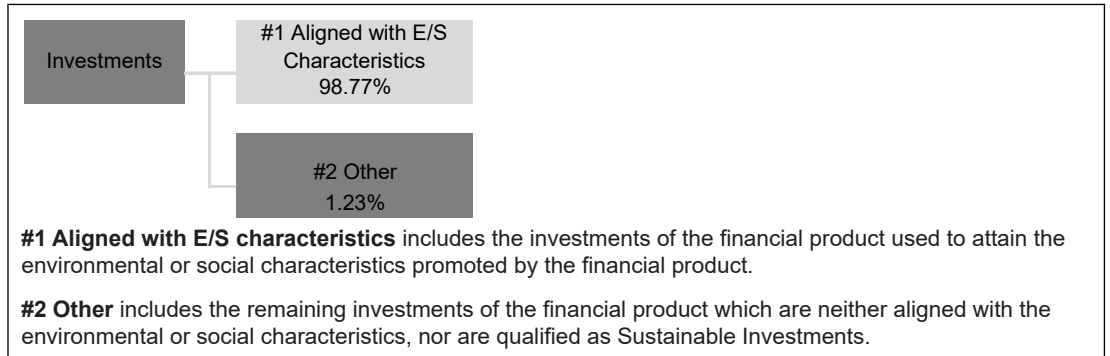 Investments
#1 Aligned with E/S
Characteristics
98.77%
#2 Other
1.23%
#1 Aligned with E/S characteristics includes the investments of the financial product used to attain the
environmental or social characteristics promoted by the financial product.
#2 Other includes the remaining investments of the financial product which are neither aligned with the
environmental or social characteristics, nor are qualified as Sustainable Investments.